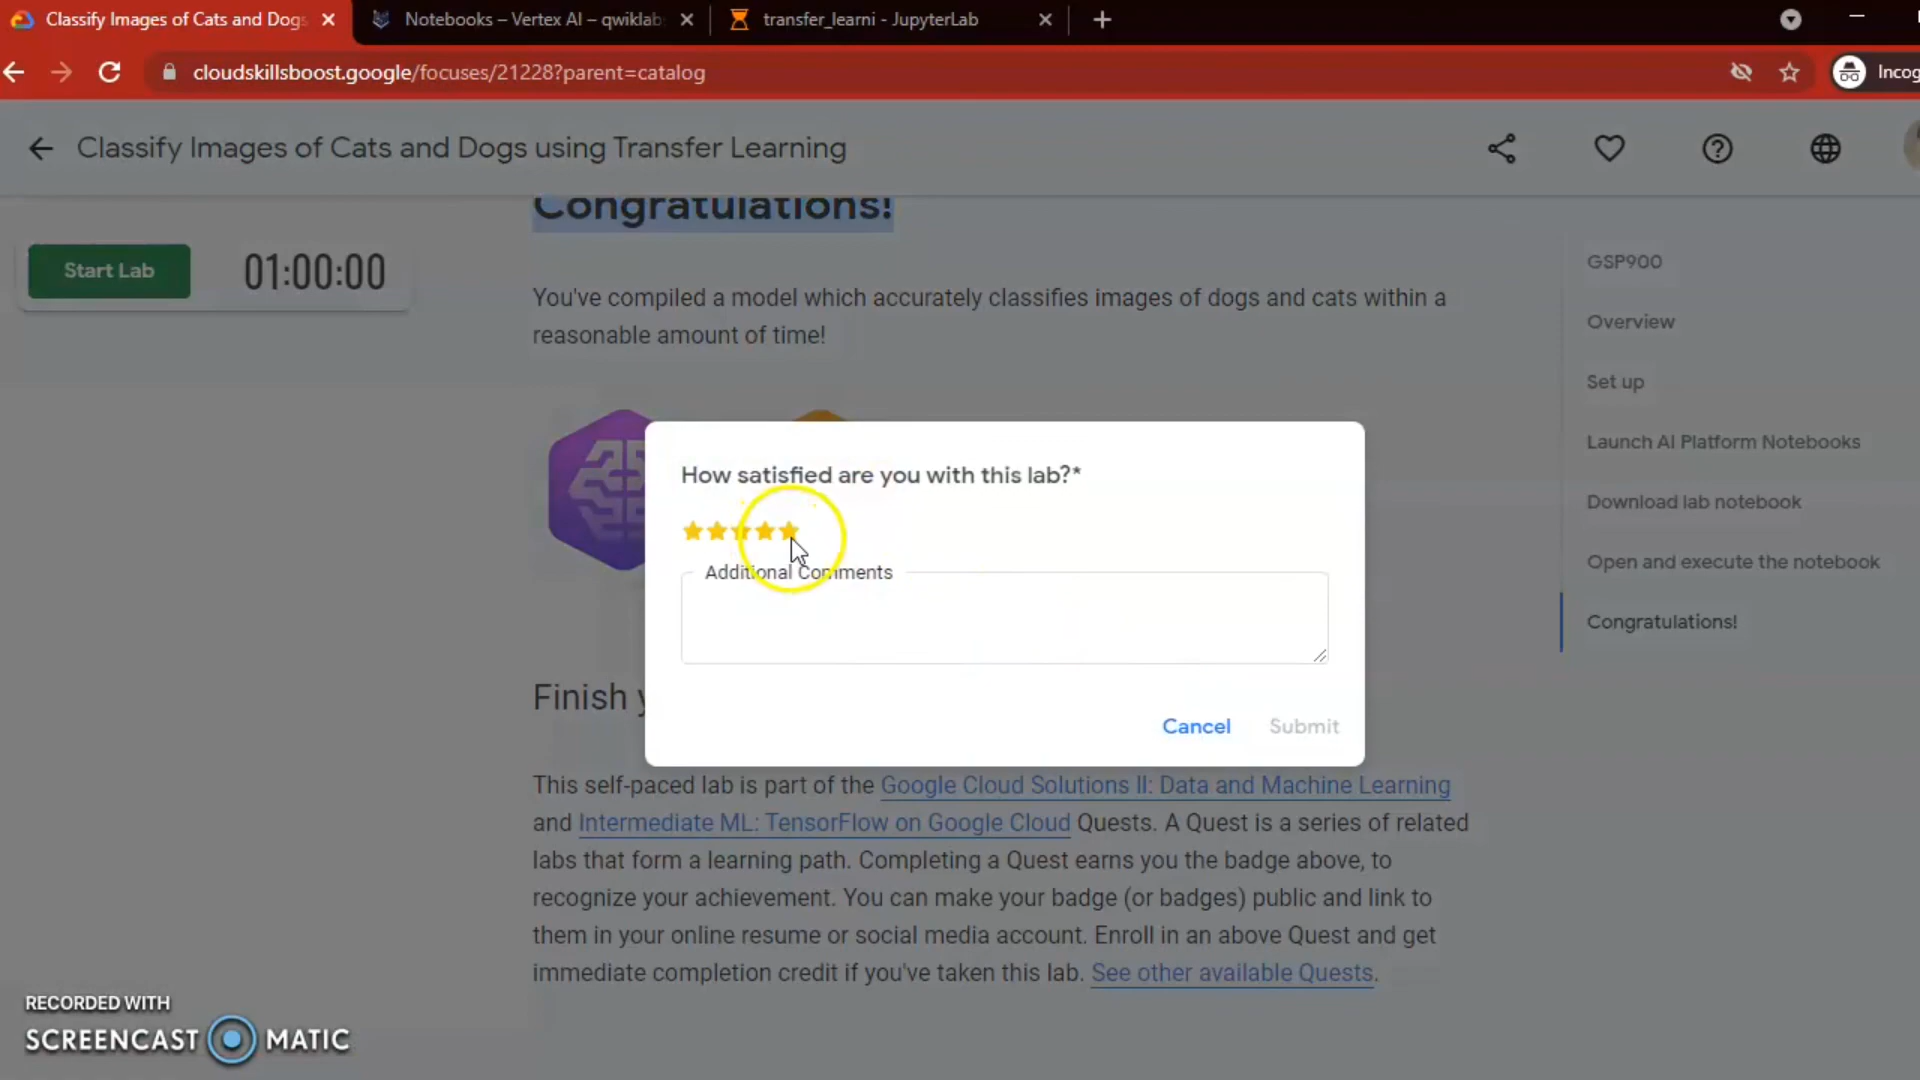 Classify Images of Cats and Dogs
Notebooks – Vertex AI – qwiklab
transfer_learni - JupyterLab
cloudskillsboost.google/focuses/21228?parent=catalog
Incog
Classify Images of Cats and Dogs using Transfer Learning
Congratulations!
Start Lab
01:00:00
You've compiled a model which accurately classifies images of dogs and cats within a
reasonable amount of time!
GSP900
Overview
Set up
Launch AI Platform Notebooks
Download lab notebook
Open and execute the notebook
Congratulations!
How satisfied are you with this lab?*
Additional Comments
Cancel
Submit
Finish
This self-paced lab is part of the Google Cloud Solutions II: Data and Machine Learning
and Intermediate ML: TensorFlow on Google Cloud Quests. A Quest is a series of related
labs that form a learning path. Completing a Quest earns you the badge above, to
recognize your achievement. You can make your badge (or badges) public and link to
them in your online resume or social media account. Enroll in an above Quest and get
immediate completion credit if you've taken this lab. See other available Quests.
RECORDED WITH
SCREENCAST MATIC